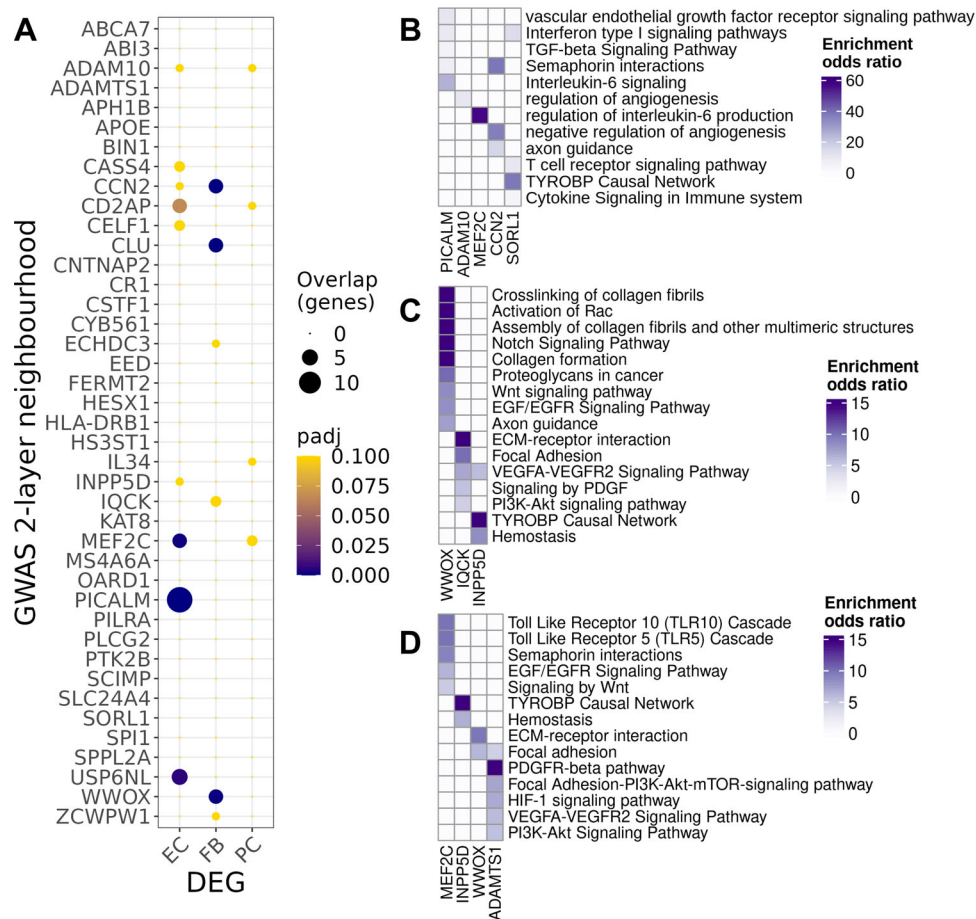 A
GWAS 2-layer neighbourhood
ABCA7
ABI3
ADAM10
ADAMTS1
APH1B
APOE
BIN1
CASS4
CCN2
CD2AP
CELF1
CLU
CNTNAP2
CR1
CSTF1
CYB561
ECHDC3
EED
FERMT2
HESX1
HLA-DRB1
HS3ST1
IL34
INPP5D
IQCK
KAT8
MEF2C
MS4A6A
OARD1
PICALM
PILRA
PLCG2
PTK2B
SCIMP
SLC24A4
SORL1
SPI1
SPPL2A
USP6NL
WWOX
ZCWPW1
EC
FB
PC
DEG
Overlap
(genes)
0
5
10
padj
0.100
0.075
0.050
0.025
0.000
B
vascular endothelial growth factor receptor signaling pathway
Interferon type I signaling pathways
TGF-beta Signaling Pathway
Semaphorin interactions
Interleukin-6 signaling
regulation of angiogenesis
regulation of interleukin-6 production
negative regulation of angiogenesis
axon guidance
T cell receptor signaling pathway
TYROBP Causal Network
Cytokine Signaling in Immune system
PICALM
ADAM10
MEF2C
CCN2
SORL1
Enrichment
odds ratio
60
40
20
0
C
Crosslinking of collagen fibrils
Activation of Rac
Assembly of collagen fibrils and other multimeric structures
Notch Signaling Pathway
Collagen formation
Proteoglycans in cancer
Wnt signaling pathway
EGF/EGFR Signaling Pathway
Axon guidance
ECM-receptor interaction
Focal Adhesion
VEGFA-VEGFR2 Signaling Pathway
Signaling by PDGF
PI3K-Akt signaling pathway
TYROBP Causal Network
Hemostasis
WWOX
IQCK
INPP5D
Enrichment
odds ratio
15
10
5
0
D
Toll Like Receptor 10 (TLR10) Cascade
Toll Like Receptor 5 (TLR5) Cascade
Semaphorin interactions
EGF/EGFR Signaling Pathway
Signaling by Wnt
TYROBP Causal Network
Hemostasis
ECM-receptor interaction
Focal adhesion
PDGFR-beta pathway
Focal Adhesion-PI3K-Akt-mTOR-signaling pathway
HIF-1 signaling pathway
VEGFA-VEGFR2 Signaling Pathway
PI3K-Akt Signaling Pathway
MEF2C
INPP5D
WWOX
ADAMTS1
Enrichment
odds ratio
15
10
5
0